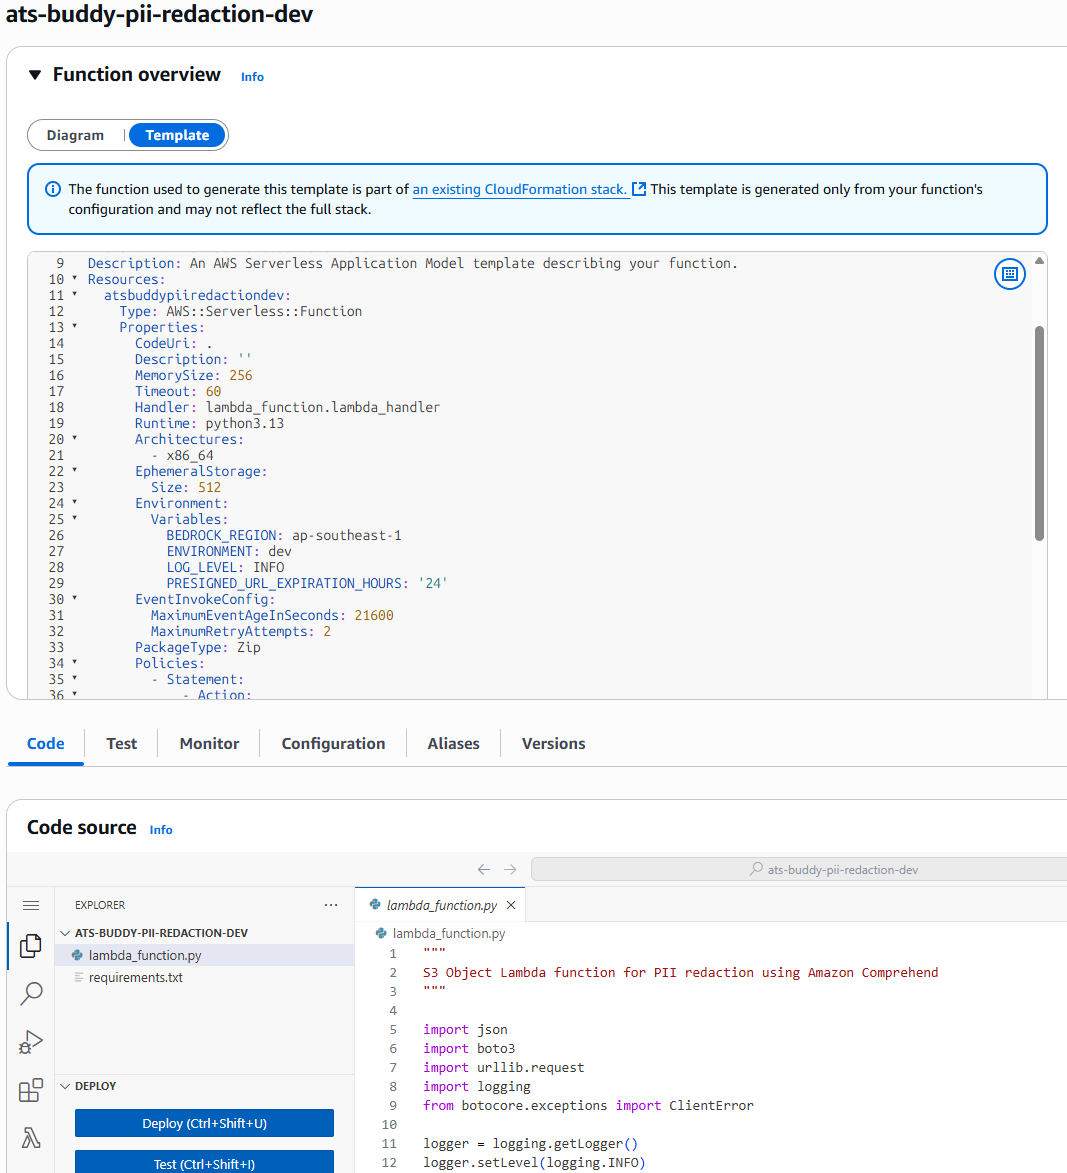 ats-buddy-pii-redaction-dev
Function overview Info
Diagram Template
The function used to generate this template is part of an existing CloudFormation stack. This template is generated only from your function's
configuration and may not reflect the full stack.
9 Description: An AWS Serverless Application Model template describing your function.
10 Resources:
11 atsbuddypiiredactiondev:
12 Type: AWS::Serverless::Function
13 Properties:
14 CodeUri: .
15 Description: ''
16 MemorySize: 256
17 Timeout: 60
18 Handler: lambda_function.lambda_handler
19 Runtime: python3.13
20 Architectures:
21 - x86_64
22 EphemeralStorage:
23 Size: 512
24 Environment:
25 Variables:
26 BEDROCK_REGION: ap-southeast-1
27 ENVIRONMENT: dev
28 LOG_LEVEL: INFO
29 PRESIGNED_URL_EXPIRATION_HOURS: '24'
30 EventInvokeConfig:
31 MaximumEventAgeInSeconds: 21600
32 MaximumRetryAttempts: 2
33 PackageType: Zip
34 Policies:
35 - Statement:
36 - Action:
Code Test Monitor Configuration Aliases Versions
Code source Info
ats-buddy-pii-redaction-dev
EXPLORER ...
ATS-BUDDY-PII-REDACTION-DEV
lambda_function.py
requirements.txt
DEPLOY
Deploy (Ctrl+Shift+U)
Test (Ctrl+Shift+I)
lambda_function.py
lambda_function.py
1 """
2 S3 Object Lambda function for PII redaction using Amazon Comprehend
3 """
4
5 import json
6 import boto3
7 import urllib.request
8 import logging
9 from botocore.exceptions import ClientError
10
11 logger = logging.getLogger()
12 logger.setLevel(logging.INFO)